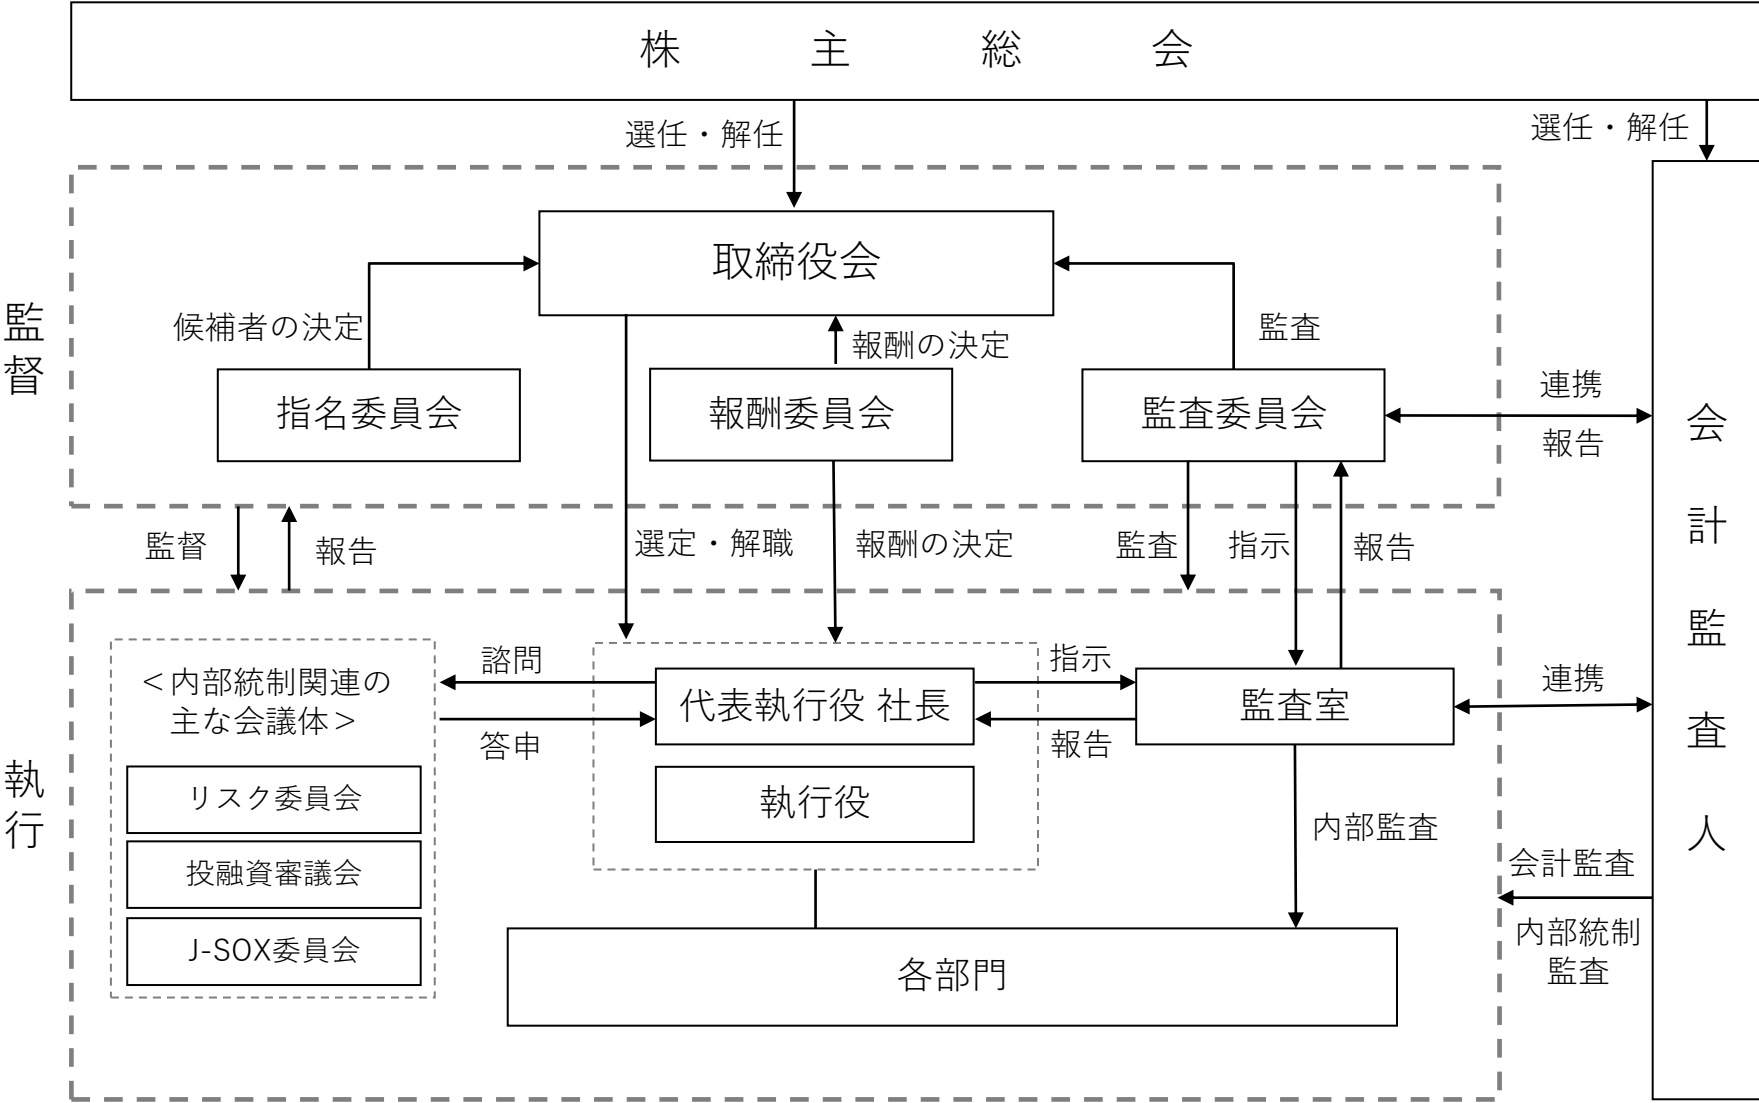 株主総会
選任・解任
選任・解任
監督
取締役会
候補者の決定
報酬の決定
監査
指名委員会
報酬委員会
監査委員会
連携
報告
会計監査人
監督
報告
選定・解職
報酬の決定
監査
指示
報告
執行
＜内部統制関連の
主な会議体＞
リスク委員会
投融資審議会
J-SOX委員会
諮問
答申
代表執行役 社長
執行役
指示
報告
監査室
連携
内部監査
会計監査
内部統制
監査
各部門